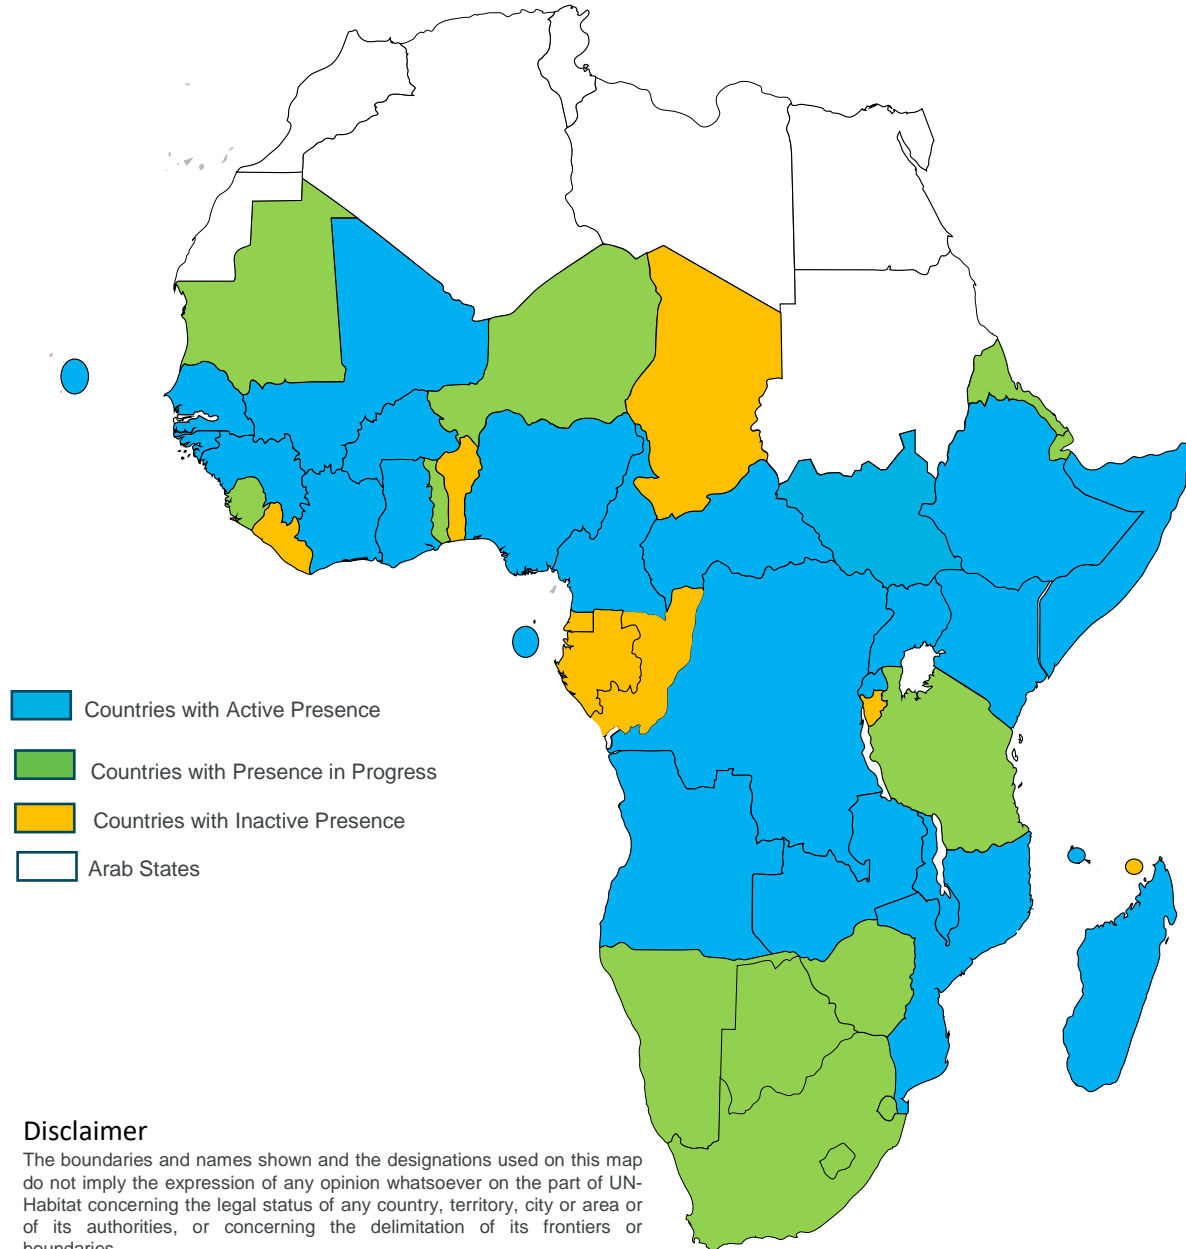 Countries with Active Presence
Countries with Presence in Progress
Countries with Inactive Presence
Arab States
Disclaimer
The boundaries and names shown and the designations used on this map
do not imply the expression of any opinion whatsoever on the part of UN-
Habitat concerning the legal status of any country, territory, city or area or
of its authorities, or concerning the delimitation of its frontiers or
boundaries